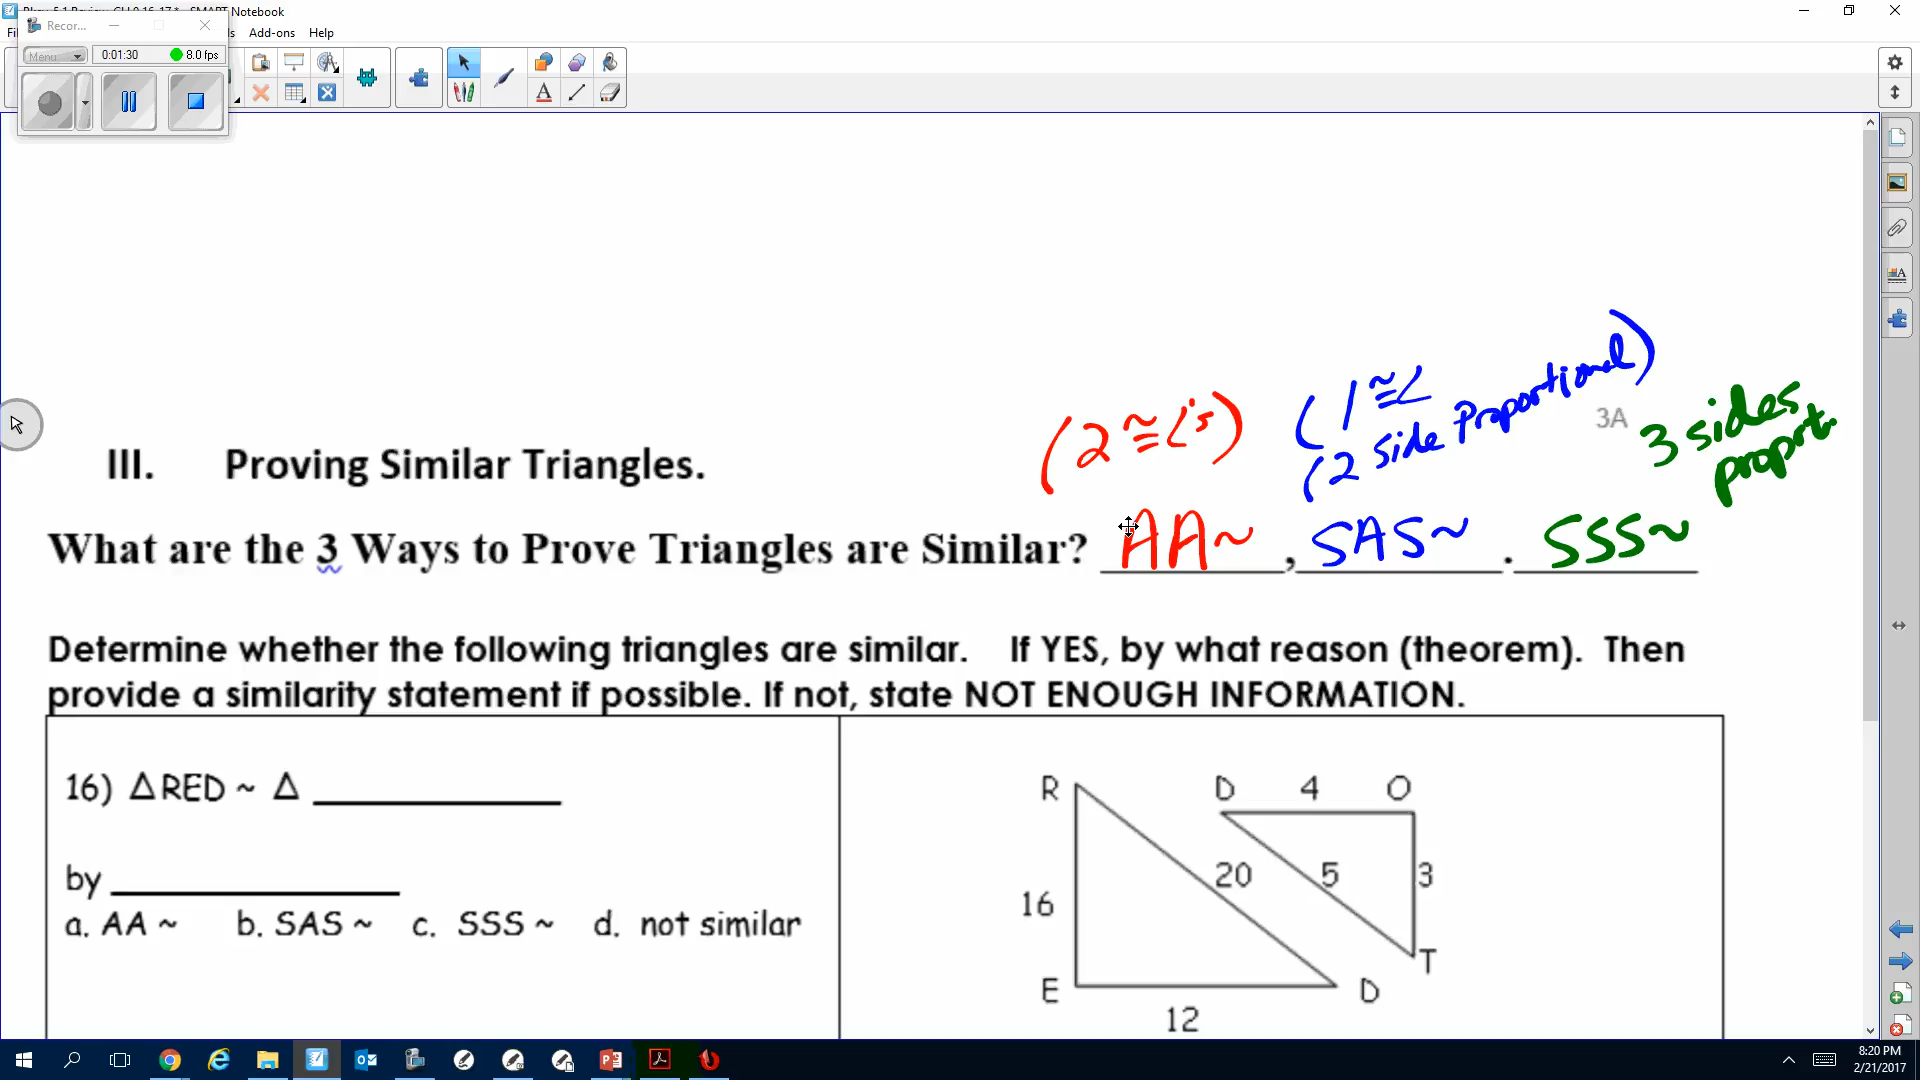 SMART Notebook
Recor...
Add-ons Help
Menu 0:01:30 8.0 fps
(2 ≅ ∠'s)
(1 ≅ ∠
(2 side Proportional)
3A
3 sides
proport.
III. Proving Similar Triangles.
What are the 3 Ways to Prove Triangles are Similar? AA~, SAS~. SSS~
Determine whether the following triangles are similar. If YES, by what reason (theorem). Then
provide a similarity statement if possible. If not, state NOT ENOUGH INFORMATION.
16) ΔRED ~ Δ ____________
by ____________
a. AA ~ b. SAS ~ c. SSS ~ d. not similar
R D 4 O
16 20 5 3
E D T
12
8:20 PM
2/21/2017